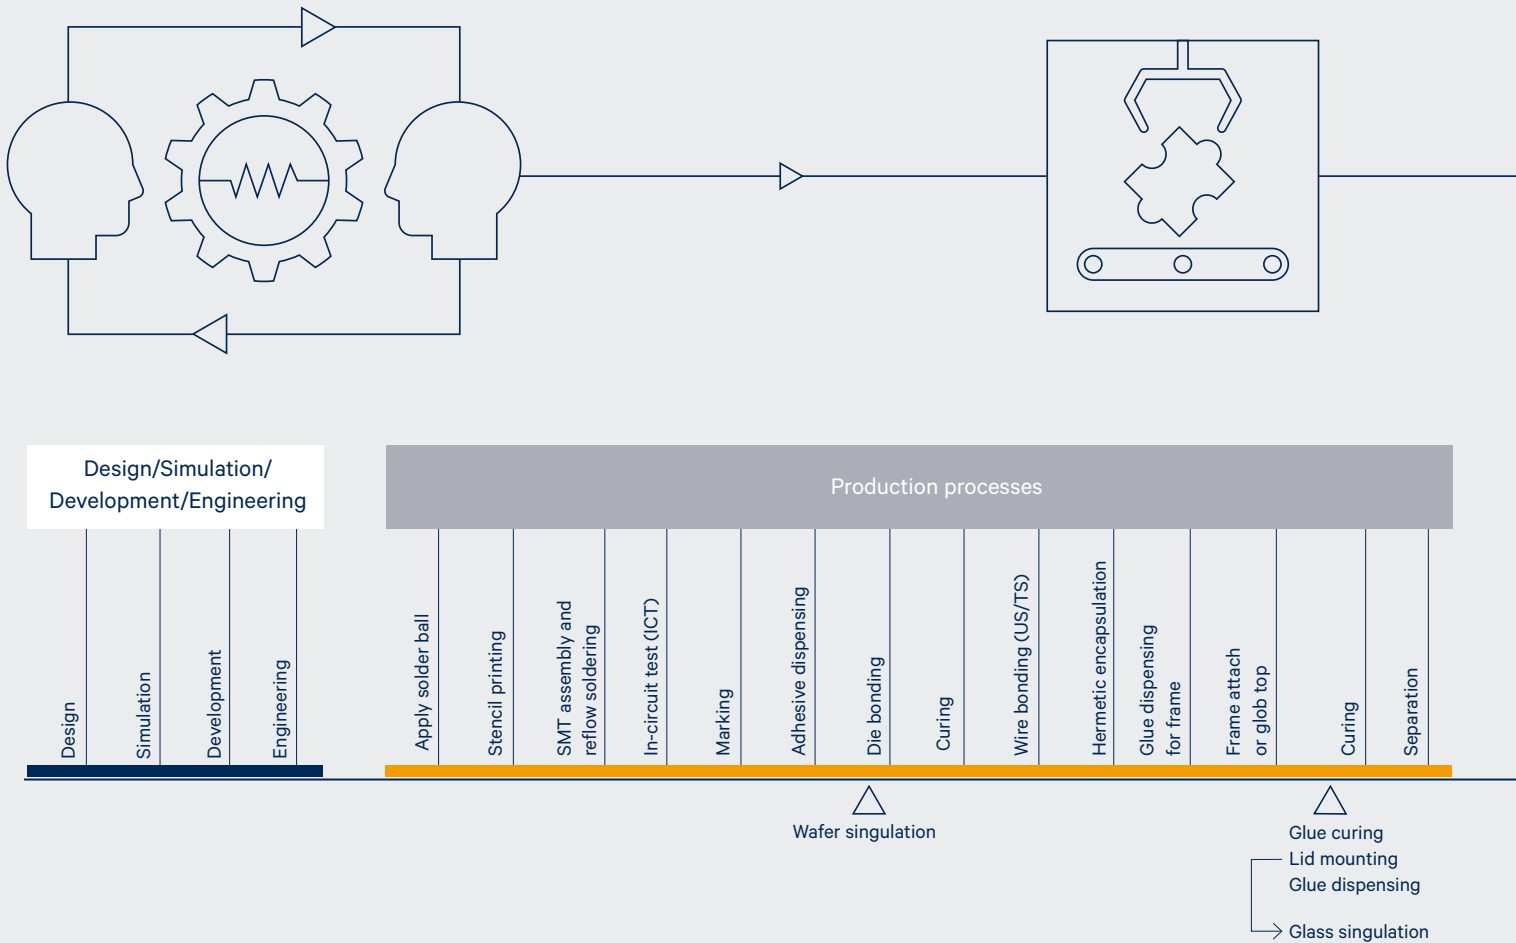 Design/Simulation/
Development/Engineering
Production processes
Design
Simulation
Development
Engineering
Apply solder ball
Stencil printing
SMT assembly and
reflow soldering
In-circuit test (ICT)
Marking
Adhesive dispensing
Die bonding
Curing
Wire bonding (US/TS)
Hermetic encapsulation
Glue dispensing
for frame
Frame attach
or glob top
Curing
Separation
Wafer singulation
Glue curing
Lid mounting
Glue dispensing
Glass singulation